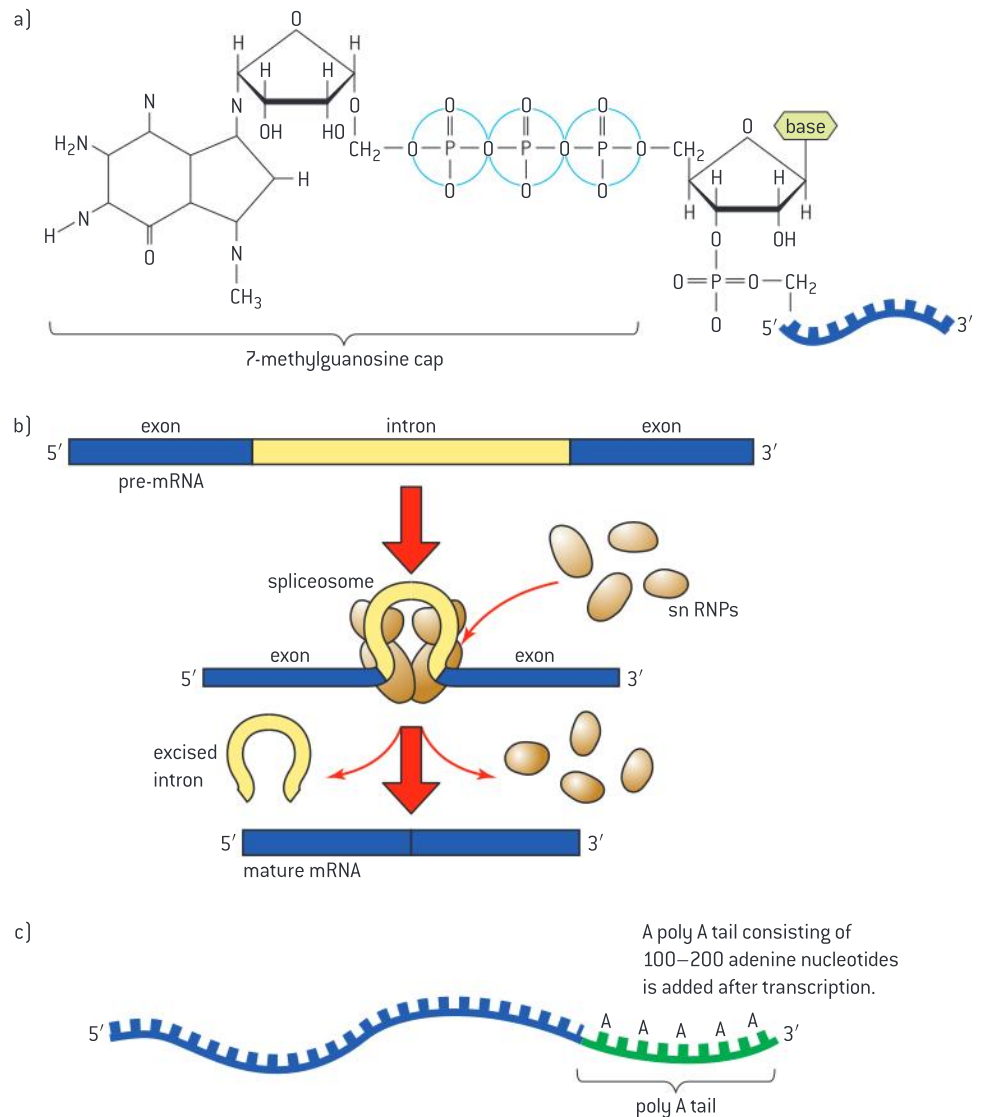 a)
O
H
H
H
H
N
N
O
OH
HO
H₂N
CH₂
O
P
O
P
O
P
O
CH₂
O
O
O
O
O
O
O
base
H
N
H
O
N
CH₃
H
H
H
H
O
OH
O
P
O
CH₂
O
5′
3′
7-methylguanosine cap
b)
exon
intron
exon
5′
3′
pre-mRNA
spliceosome
sn RNPs
exon
exon
5′
3′
excised
intron
5′
3′
mature mRNA
c)
A poly A tail consisting of
100–200 adenine nucleotides
is added after transcription.
5′
A A A A A
3′
poly A tail